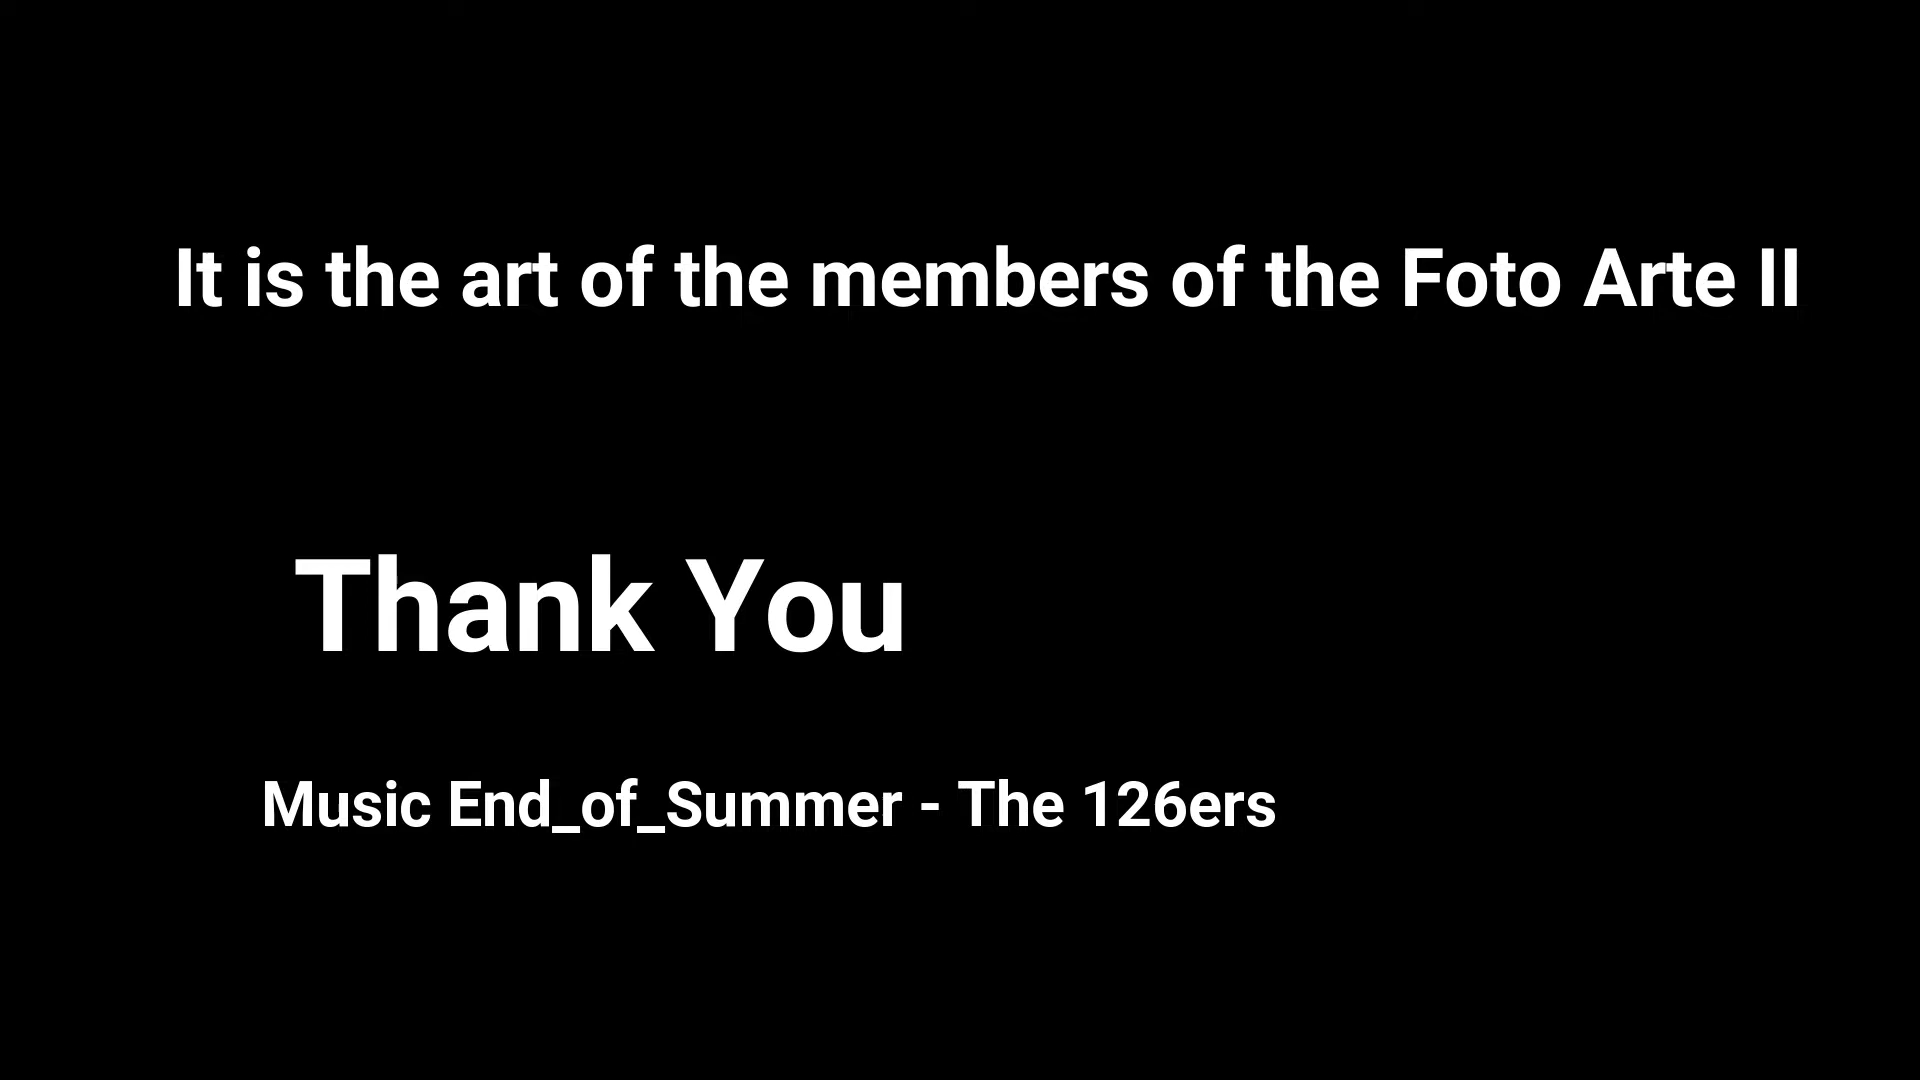 It is the art of the members of the Foto Arte II
Thank You
Music End_of_Summer - The 126ers